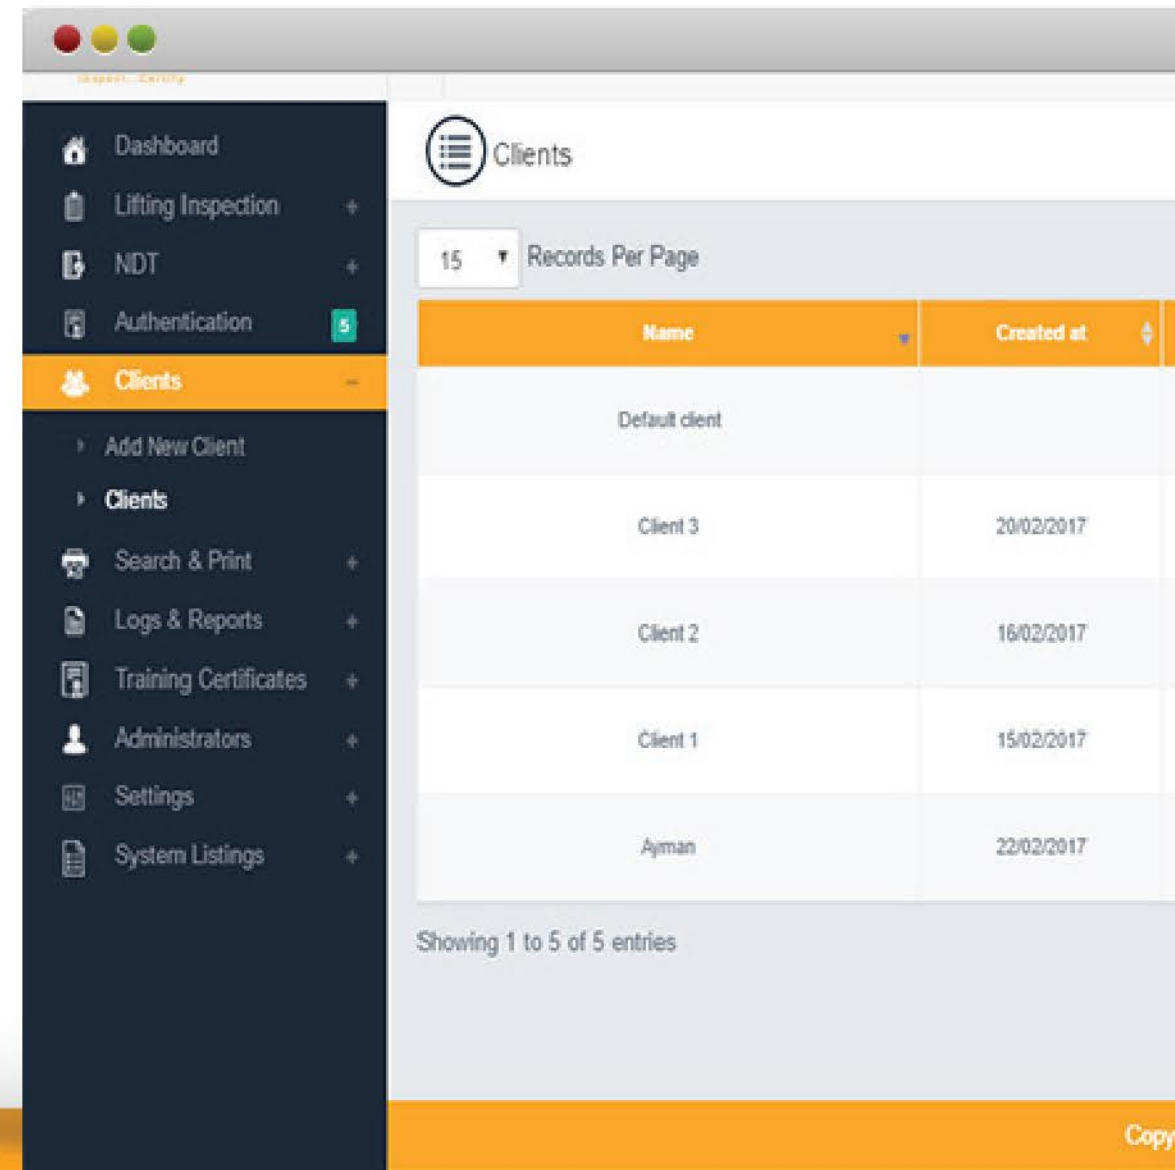 Dashboard
Lifting Inspection
NDT
Authentication 5
Clients
Add New Client
Clients
Search & Print
Logs & Reports
Training Certificates
Administrators
Settings
System Listings
Clients
15 Records Per Page
Name Created at
Default client
Client 3 20/02/2017
Client 2 16/02/2017
Client 1 15/02/2017
Ayman 22/02/2017
Showing 1 to 5 of 5 entries
Copy